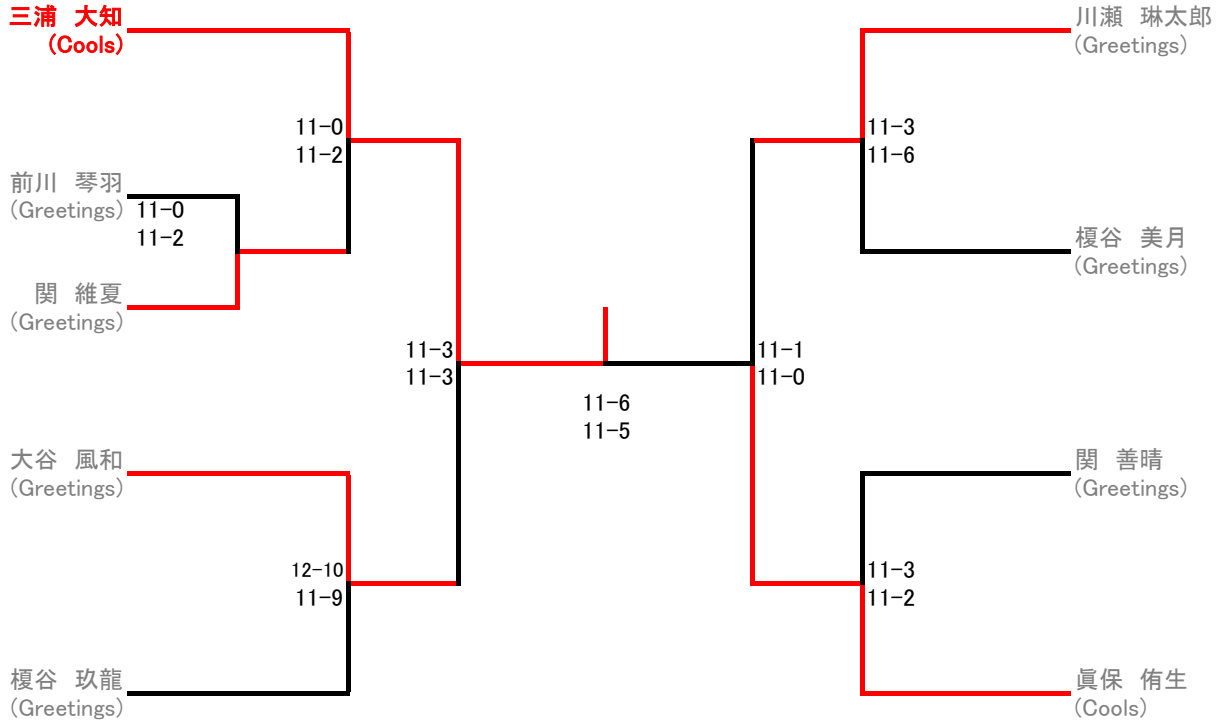 三浦　大知
(Cools)
11-0
11-2
前川　琴羽
(Greetings)
11-0
11-2
関　維夏
(Greetings)
11-3
11-3
大谷　風和
(Greetings)
12-10
11-9
榎谷　玖龍
(Greetings)
11-6
11-5
川瀬　琳太郎
(Greetings)
11-3
11-6
榎谷　美月
(Greetings)
11-1
11-0
関　善晴
(Greetings)
11-3
11-2
眞保　侑生
(Cools)